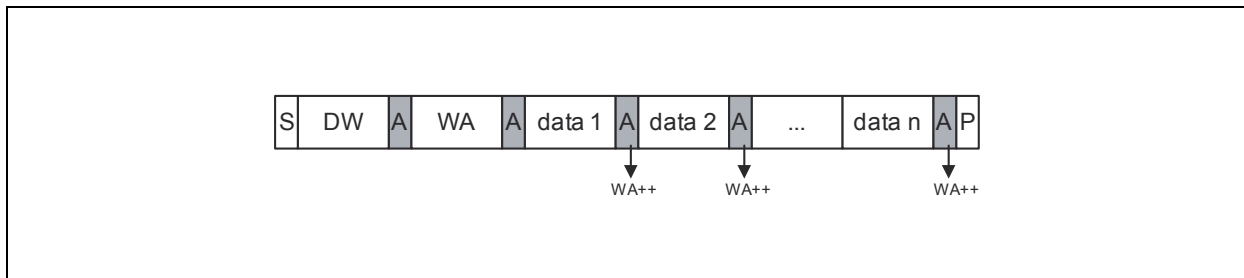 S DW A WA A data 1 A data 2 A ... data n A P
WA++ WA++ WA++